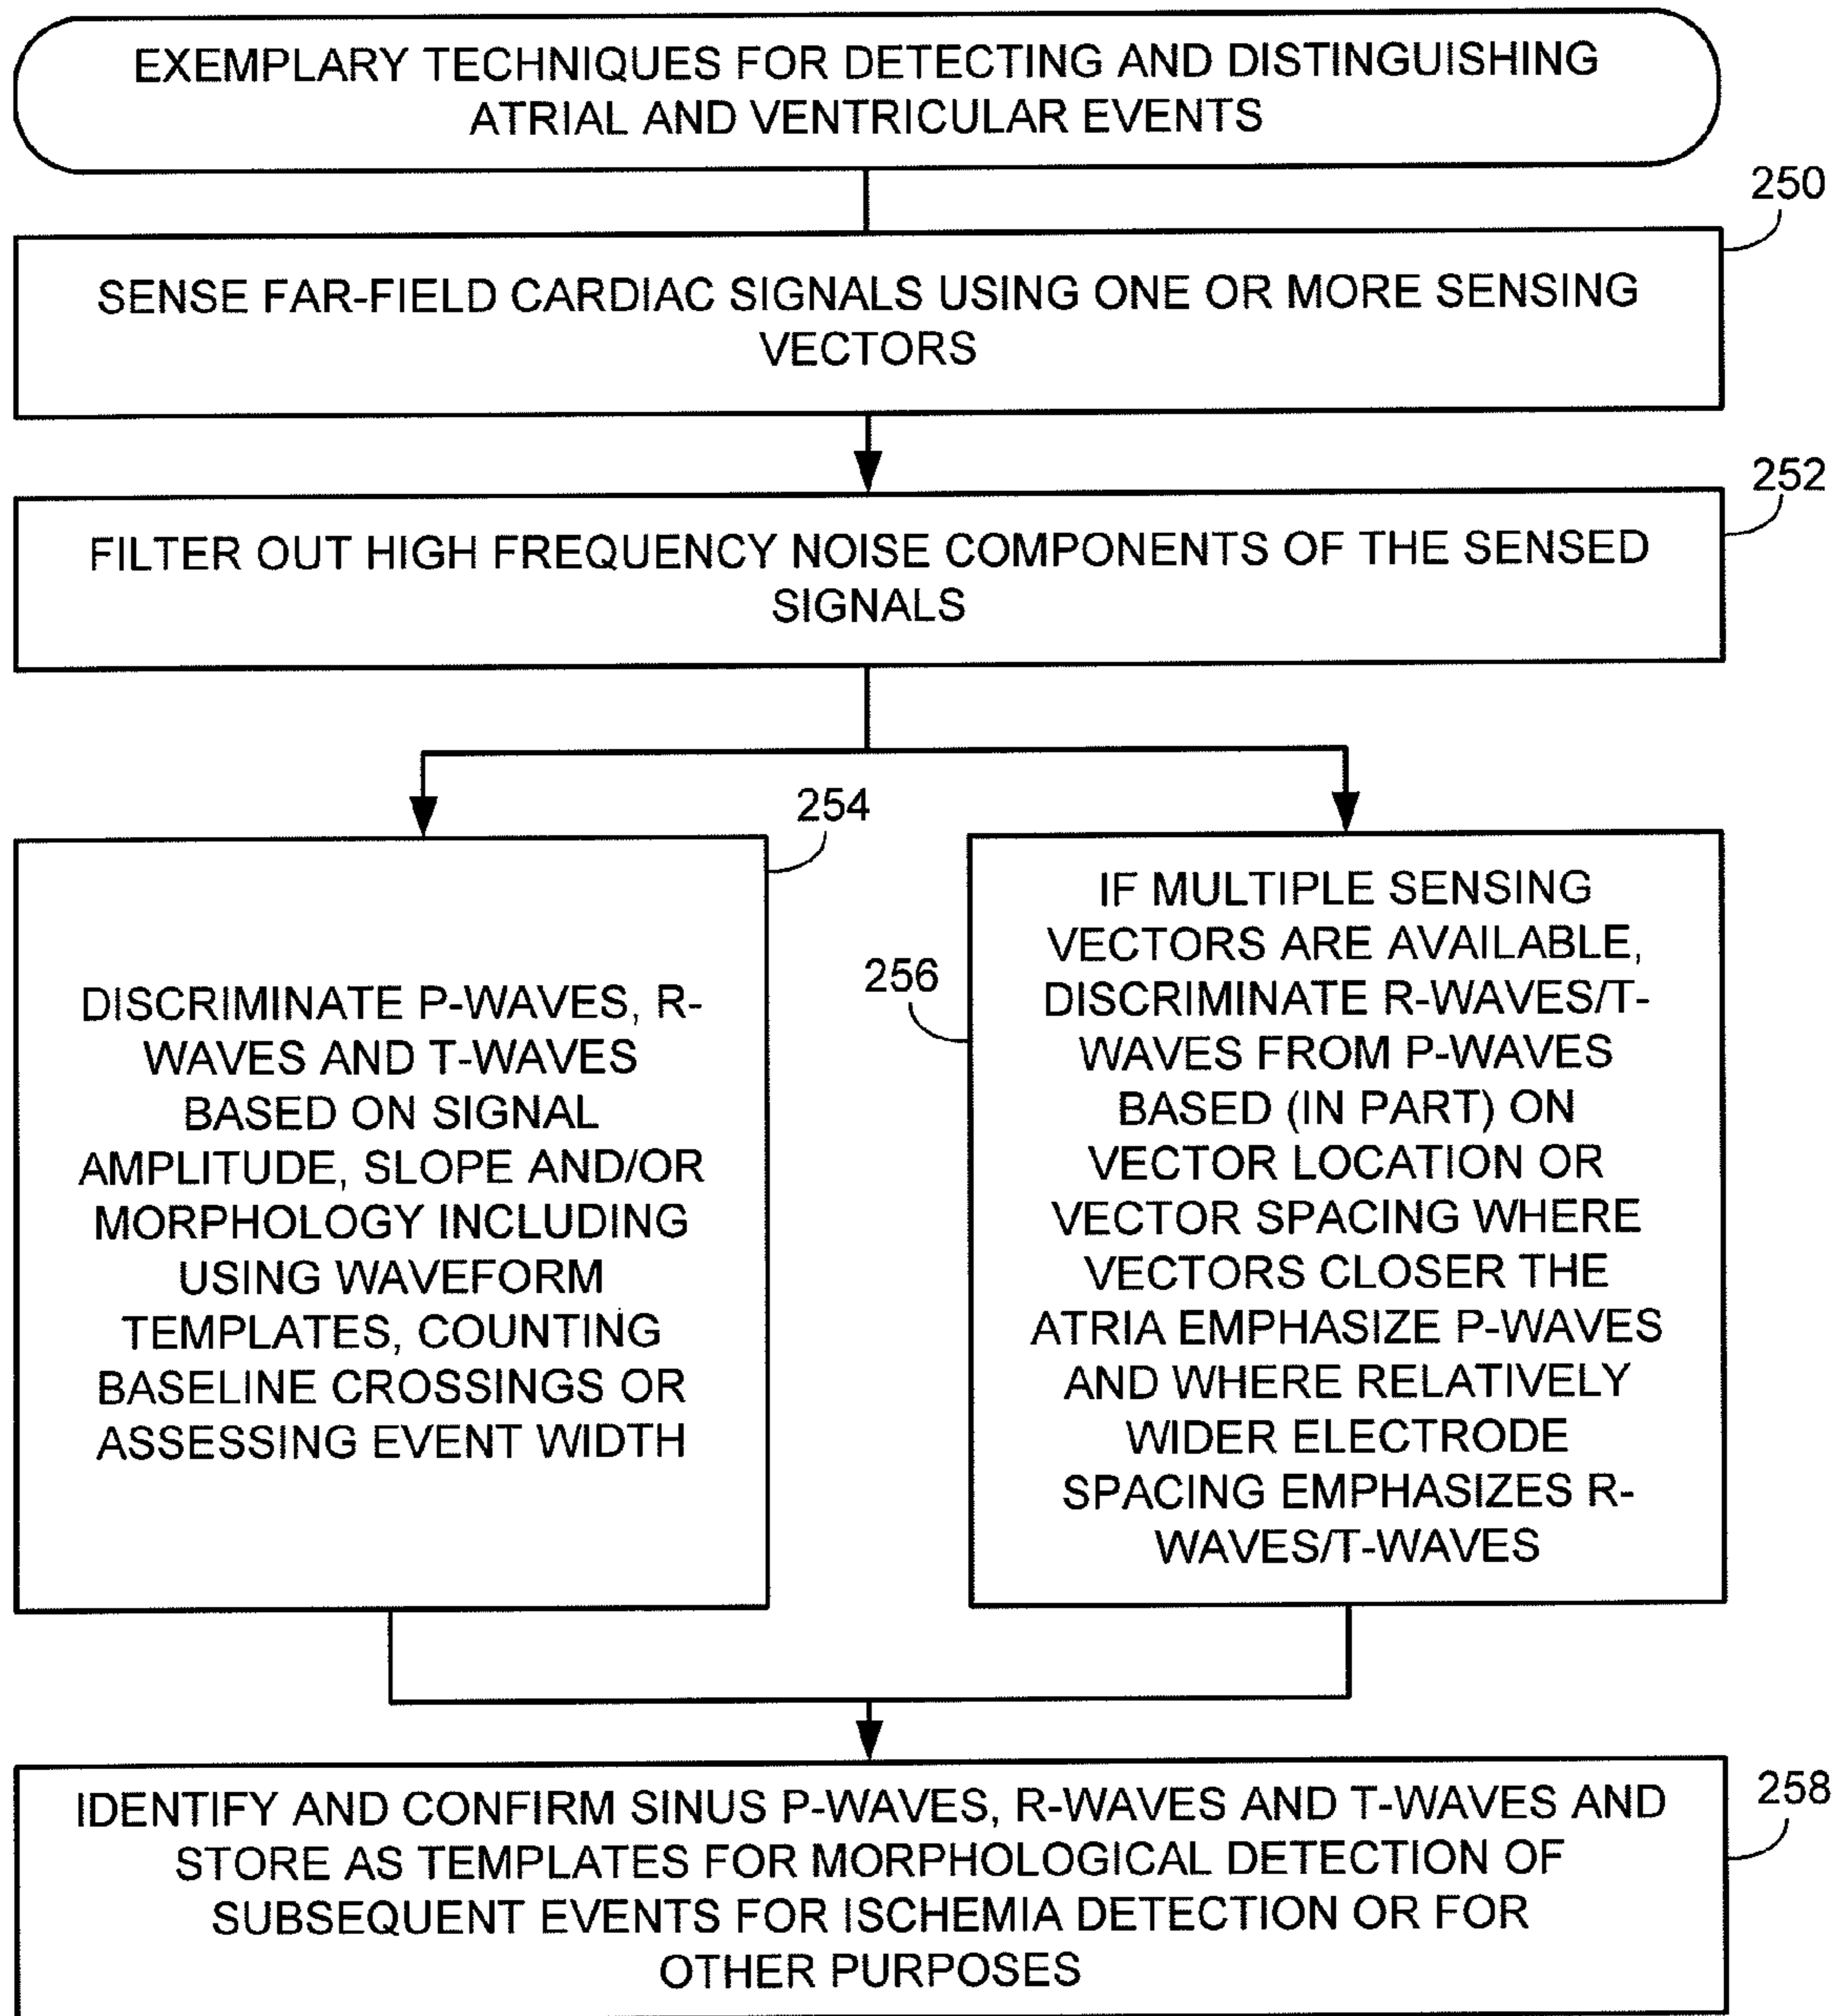 EXEMPLARY TECHNIQUES FOR DETECTING AND DISTINGUISHING
ATRIAL AND VENTRICULAR EVENTS
250
SENSE FAR-FIELD CARDIAC SIGNALS USING ONE OR MORE SENSING
VECTORS
252
FILTER OUT HIGH FREQUENCY NOISE COMPONENTS OF THE SENSED
SIGNALS
254
DISCRIMINATE P-WAVES, R-
WAVES AND T-WAVES
BASED ON SIGNAL
AMPLITUDE, SLOPE AND/OR
MORPHOLOGY INCLUDING
USING WAVEFORM
TEMPLATES, COUNTING
BASELINE CROSSINGS OR
ASSESSING EVENT WIDTH
256
IF MULTIPLE SENSING
VECTORS ARE AVAILABLE,
DISCRIMINATE R-WAVES/T-
WAVES FROM P-WAVES
BASED (IN PART) ON
VECTOR LOCATION OR
VECTOR SPACING WHERE
VECTORS CLOSER THE
ATRIA EMPHASIZE P-WAVES
AND WHERE RELATIVELY
WIDER ELECTRODE
SPACING EMPHASIZES R-
WAVES/T-WAVES
258
IDENTIFY AND CONFIRM SINUS P-WAVES, R-WAVES AND T-WAVES AND
STORE AS TEMPLATES FOR MORPHOLOGICAL DETECTION OF
SUBSEQUENT EVENTS FOR ISCHEMIA DETECTION OR FOR
OTHER PURPOSES